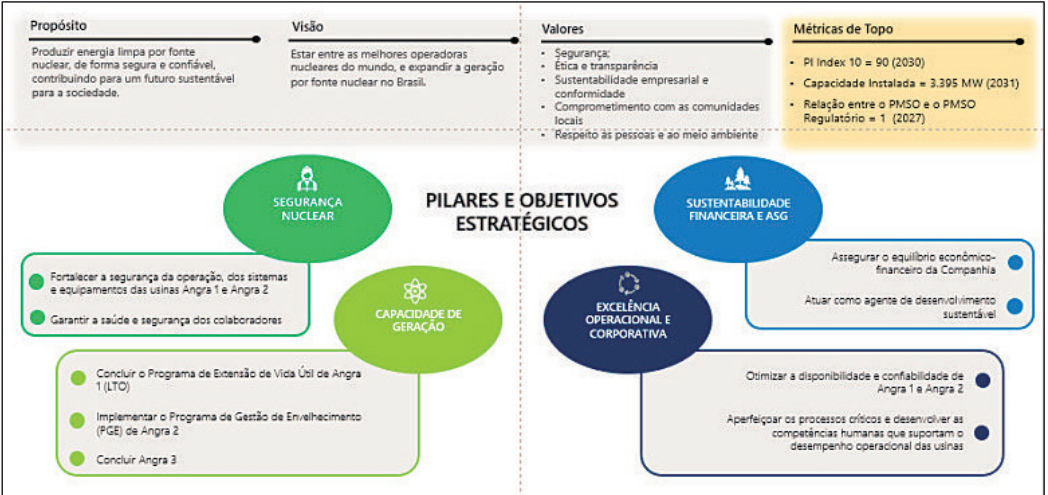 Propósito
Produzir energia limpa por fonte
nuclear, de forma segura e confiável,
contribuindo para um futuro sustentável
para a sociedade.
Visão
Estar entre as melhores operadoras
nucleares do mundo, e expandir a geração
por fonte nuclear no Brasil.
Valores
• Segurança;
• Ética e transparência
• Sustentabilidade empresarial e
conformidade
• Comprometimento com as comunidades
locais
• Respeito às pessoas e ao meio ambiente
Métricas de Topo
• PI Index 10 = 90 (2030)
• Capacidade Instalada = 3.395 MW (2031)
• Relação entre o PMSO e o PMSO
Regulatório = 1 (2027)
PILARES E OBJETIVOS
ESTRATÉGICOS
SEGURANÇA
NUCLEAR
Fortalecer a segurança da operação, dos sistemas
e equipamentos das usinas Angra 1 e Angra 2
Garantir a saúde e segurança dos colaboradores
CAPACIDADE DE
GERAÇÃO
Concluir o Programa de Extensão de Vida Útil de Angra
1 (LTO)
Implementar o Programa de Gestão de Envelhecimento
(PGE) de Angra 2
Concluir Angra 3
SUSTENTABILIDADE
FINANCEIRA E ASG
Assegurar o equilíbrio econômico-
financeiro da Companhia
Atuar como agente de desenvolvimento
sustentável
EXCELÊNCIA
OPERACIONAL E
CORPORATIVA
Otimizar a disponibilidade e confiabilidade de
Angra 1 e Angra 2
Aperfeiçoar os processos críticos e desenvolver as
competências humanas que suportam o
desempenho operacional das usinas